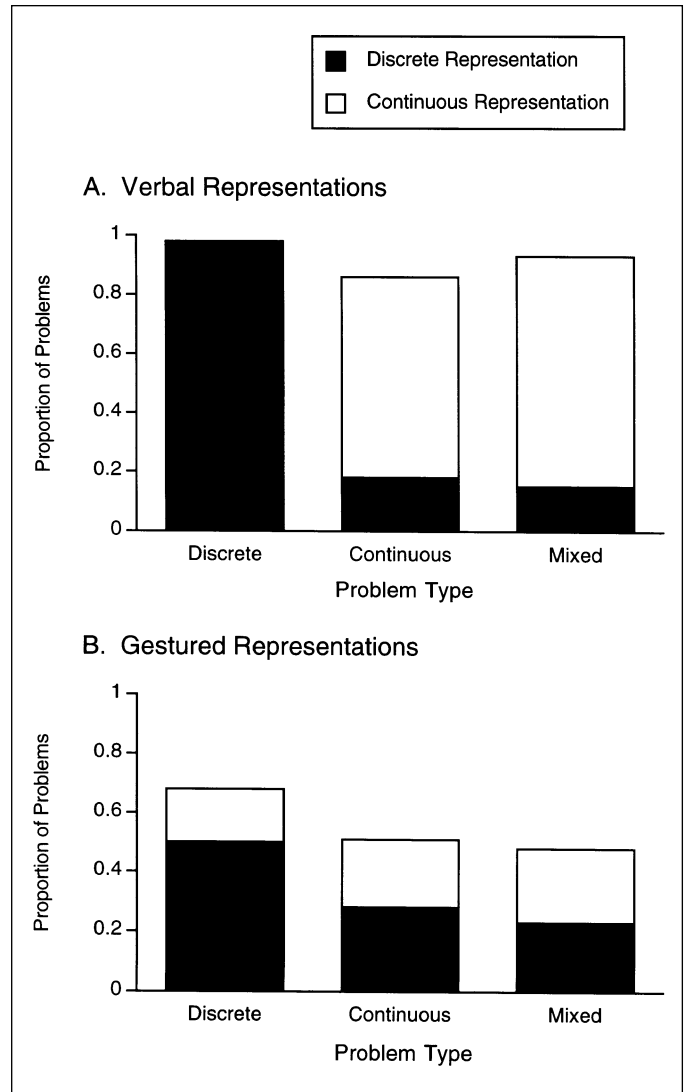 Discrete Representation
Continuous Representation
A. Verbal Representations
1
0.8
0.6
0.4
0.2
0
Proportion of Problems
Discrete Continuous Mixed
Problem Type
B. Gestured Representations
1
0.8
0.6
0.4
0.2
0
Proportion of Problems
Discrete Continuous Mixed
Problem Type